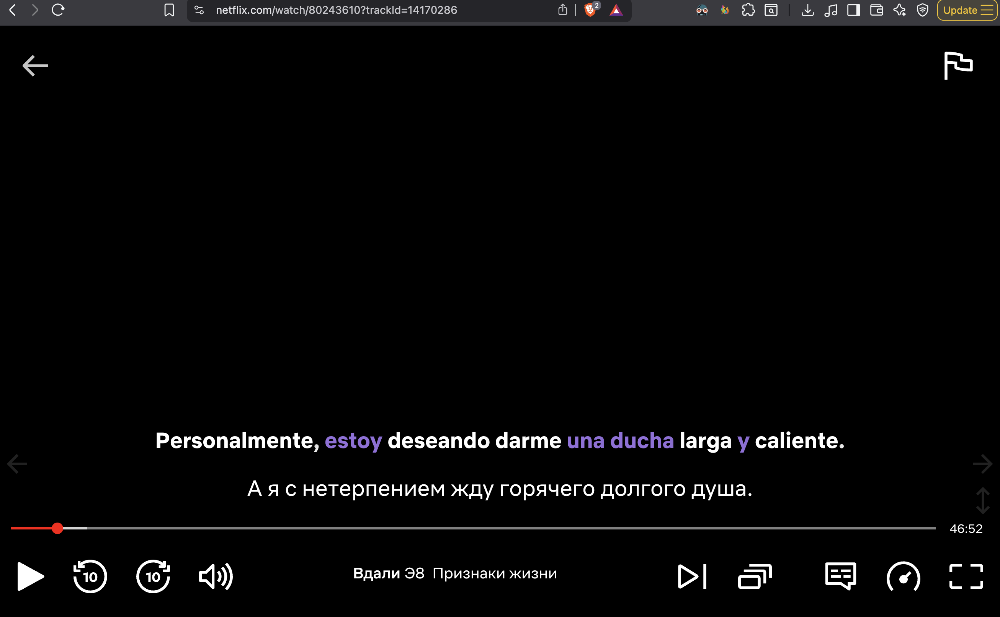 netflix.com/watch/80243610?trackId=14170286
2
Update
Personalmente, estoy deseando darme una ducha larga y caliente.
А я с нетерпением жду горячего долгого душа.
46:52
10
10
Вдали Э8 Признаки жизни